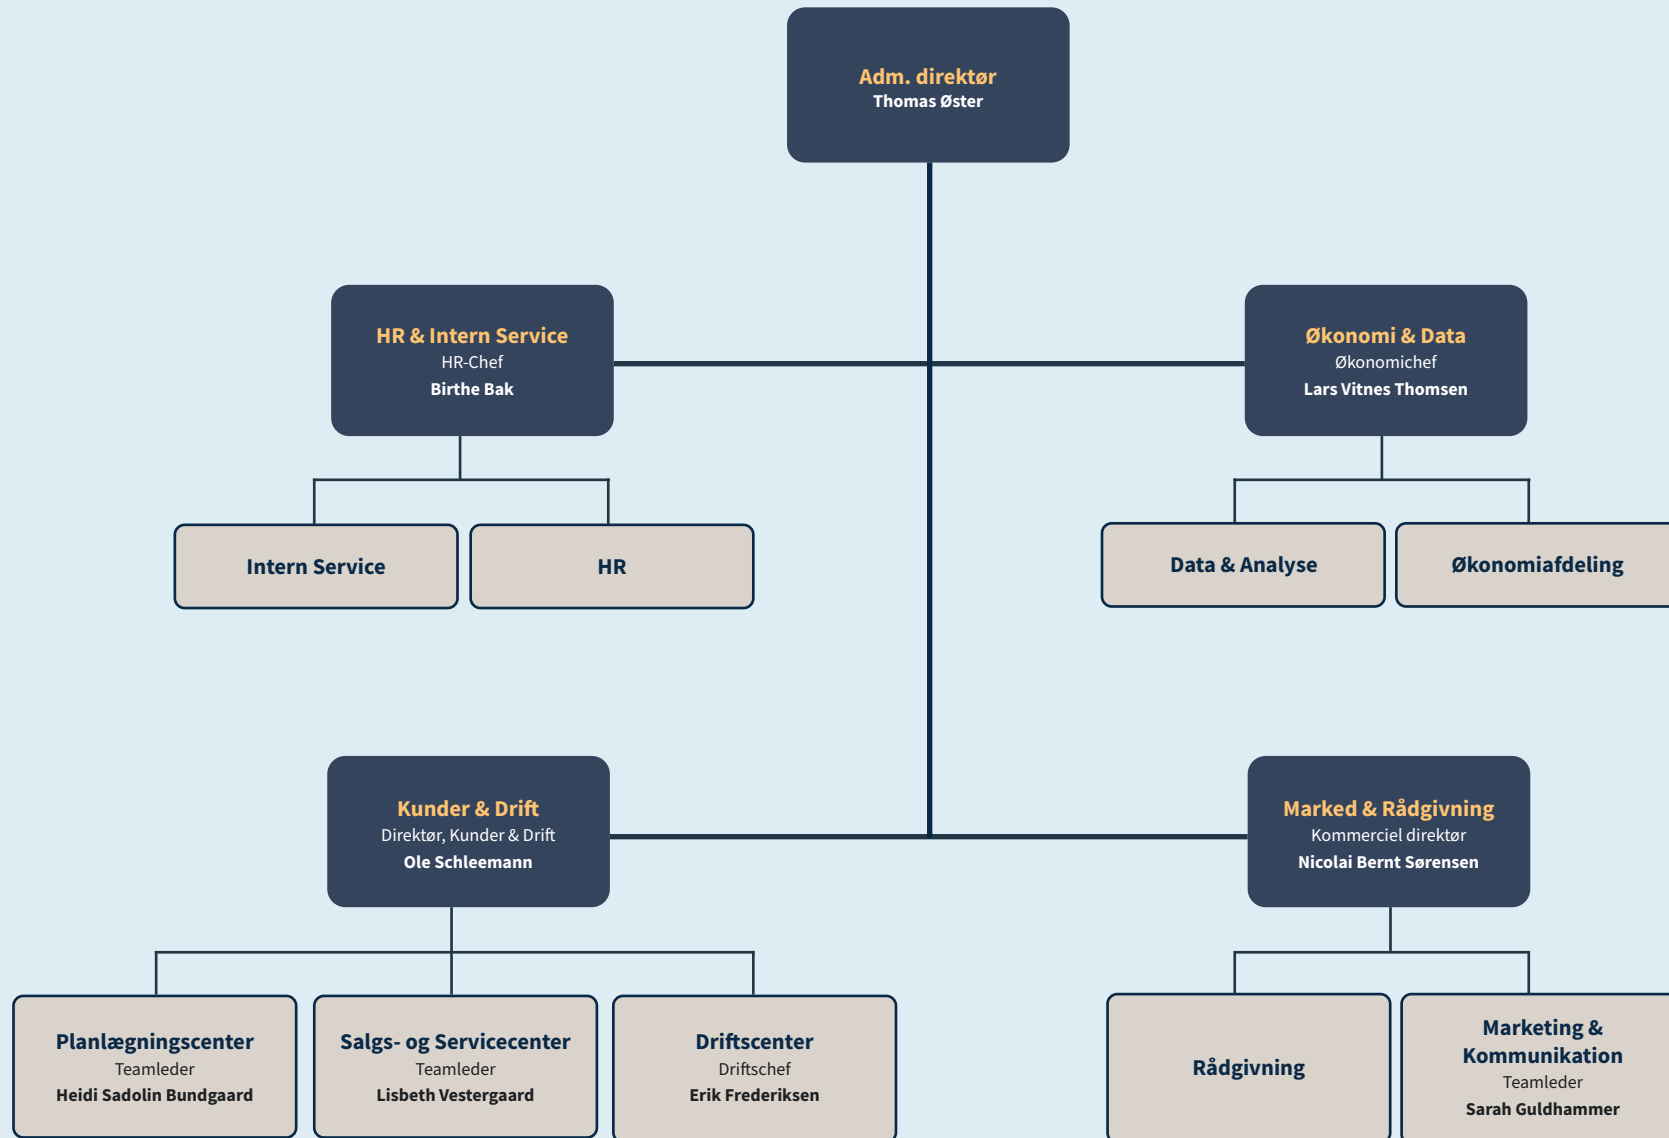 Adm. direktør
Thomas Øster
HR & Intern Service
HR-Chef
Birthe Bak
Økonomi & Data
Økonomichef
Lars Vitnes Thomsen
Intern Service
HR
Data & Analyse
Økonomiafdeling
Kunder & Drift
Direktør, Kunder & Drift
Ole Schleemann
Marked & Rådgivning
Kommerciel direktør
Nicolai Bernt Sørensen
Planlægningscenter
Teamleder
Heidi Sadolin Bundgaard
Salgs- og Servicecenter
Teamleder
Lisbeth Vestergaard
Driftscenter
Driftschef
Erik Frederiksen
Rådgivning
Marketing &
Kommunikation
Teamleder
Sarah Guldhammer